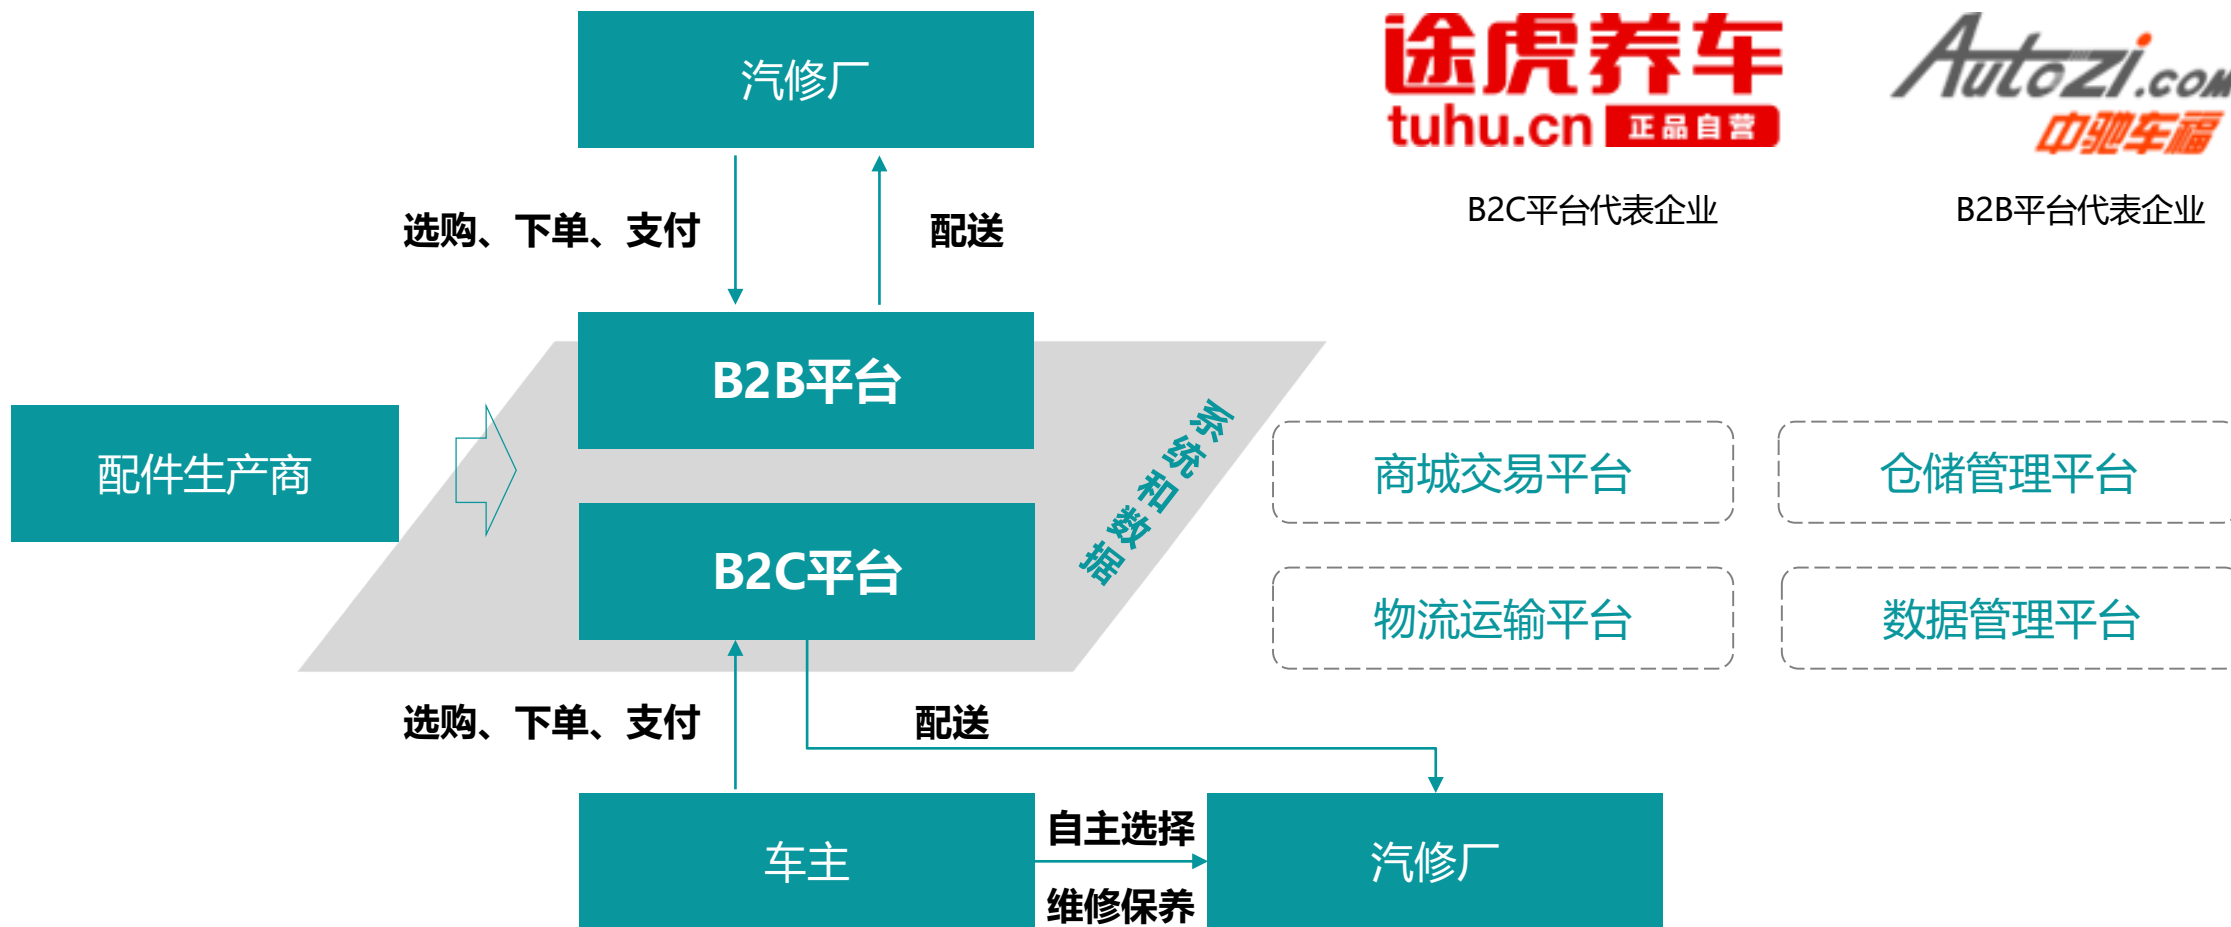 汽修厂
途虎养车
tuhu.cn 正品自营
B2C平台代表企业
Autozi.com
中驰车福
B2B平台代表企业
选购、下单、支付
配送
B2B平台
配件生产商
B2C平台
系统和数据
商城交易平台
仓储管理平台
物流运输平台
数据管理平台
选购、下单、支付
配送
车主
自主选择
维修保养
汽修厂